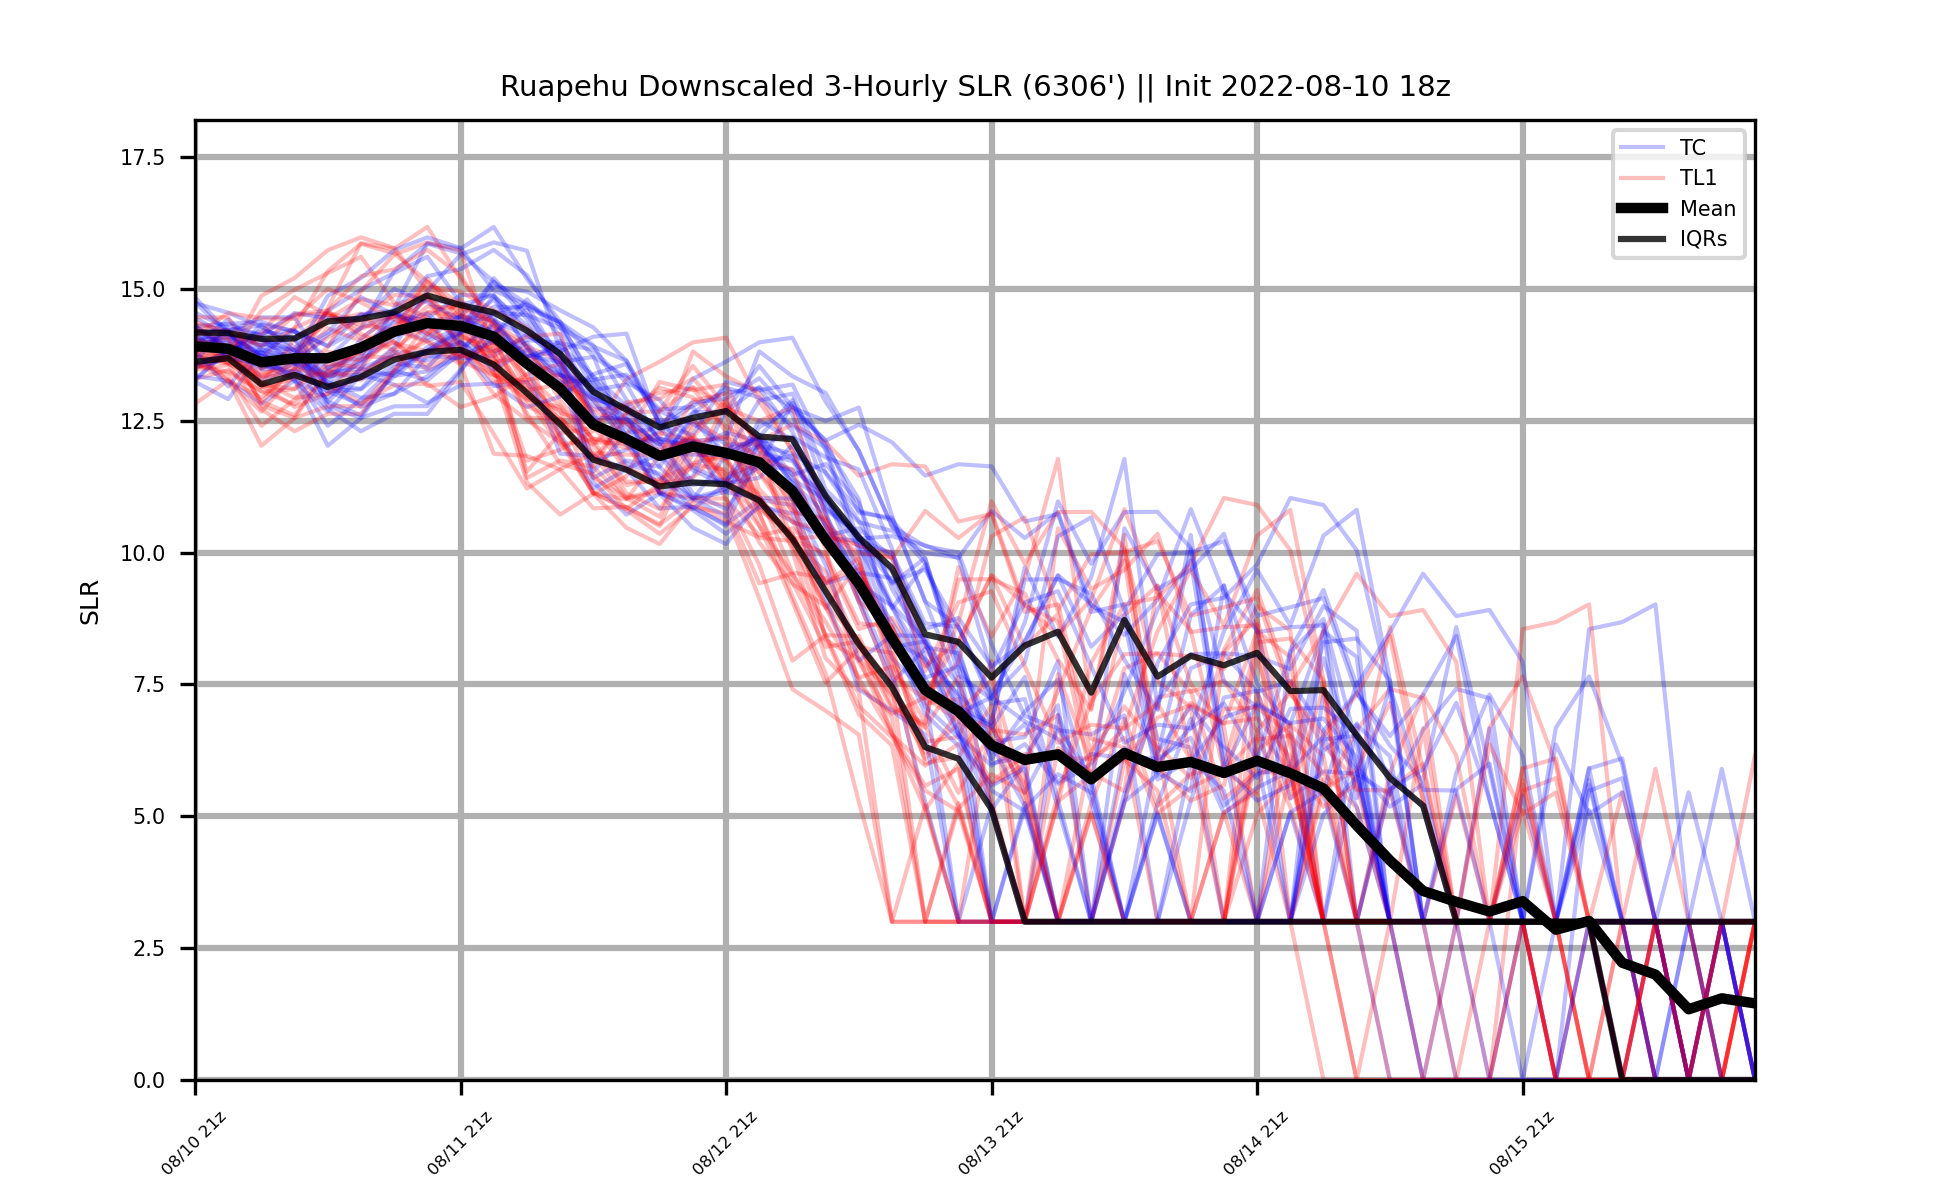 Ruapehu Downscaled 3-Hourly SLR (6306') || Init 2022-08-10 18z
TC
TL1
Mean
IQRs
SLR
17.5
15.0
12.5
10.0
7.5
5.0
2.5
0.0
08/10 21z
08/11 21z
08/12 21z
08/13 21z
08/14 21z
08/15 21z